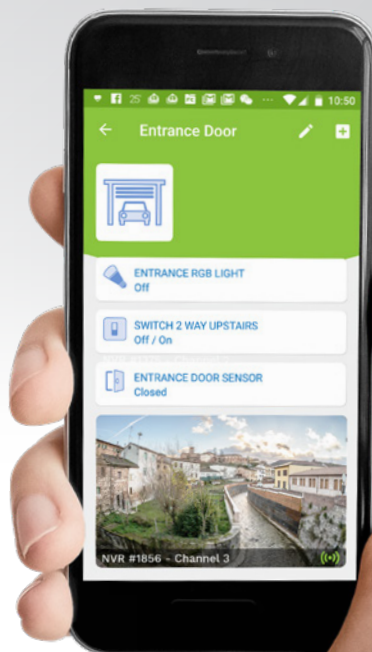 25° 10:50
Entrance Door
ENTRANCE RGB LIGHT
Off
SWITCH 2 WAY UPSTAIRS
Off / On
ENTRANCE DOOR SENSOR
Closed
NVR #1856 - Channel 3